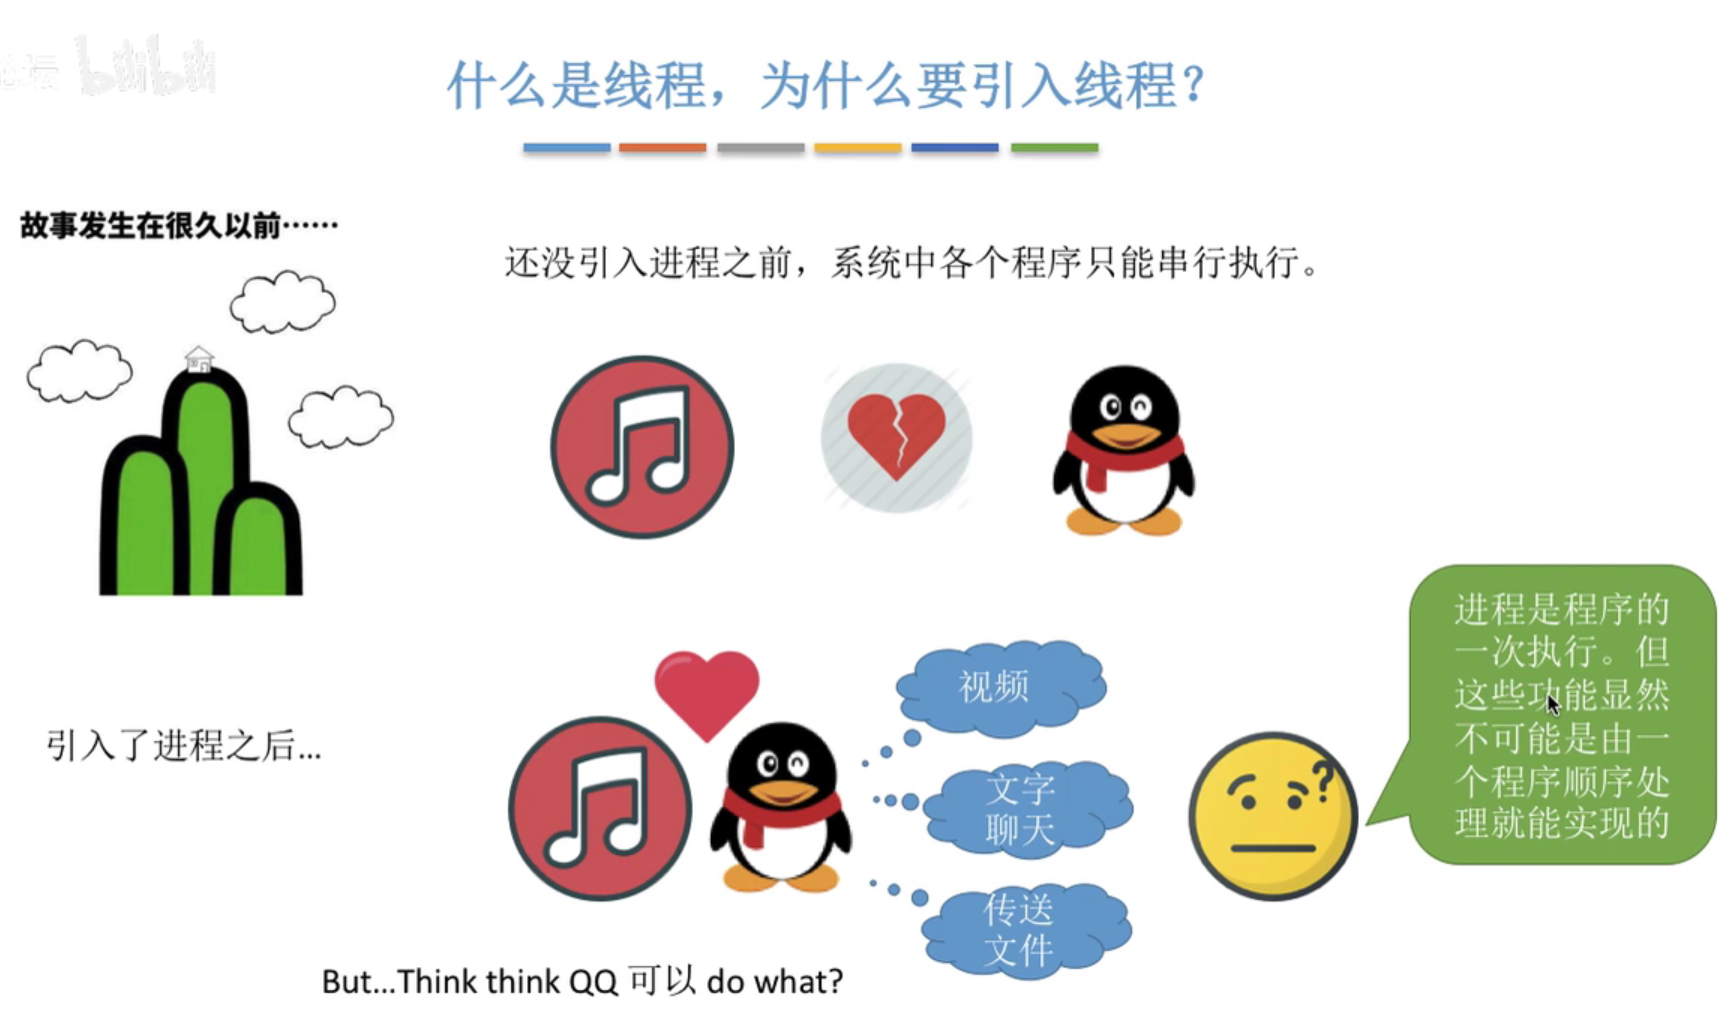 论坛 bilibili
什么是线程，为什么要引入线程？
故事发生在很久以前……
还没引入进程之前，系统中各个程序只能串行执行。
引入了进程之后...
视频
文字
聊天
传送
文件
?
进程是程序的
一次执行。但
这些功能显然
不可能是由一
个程序顺序处
理就能实现的
But...Think think QQ 可以 do what?